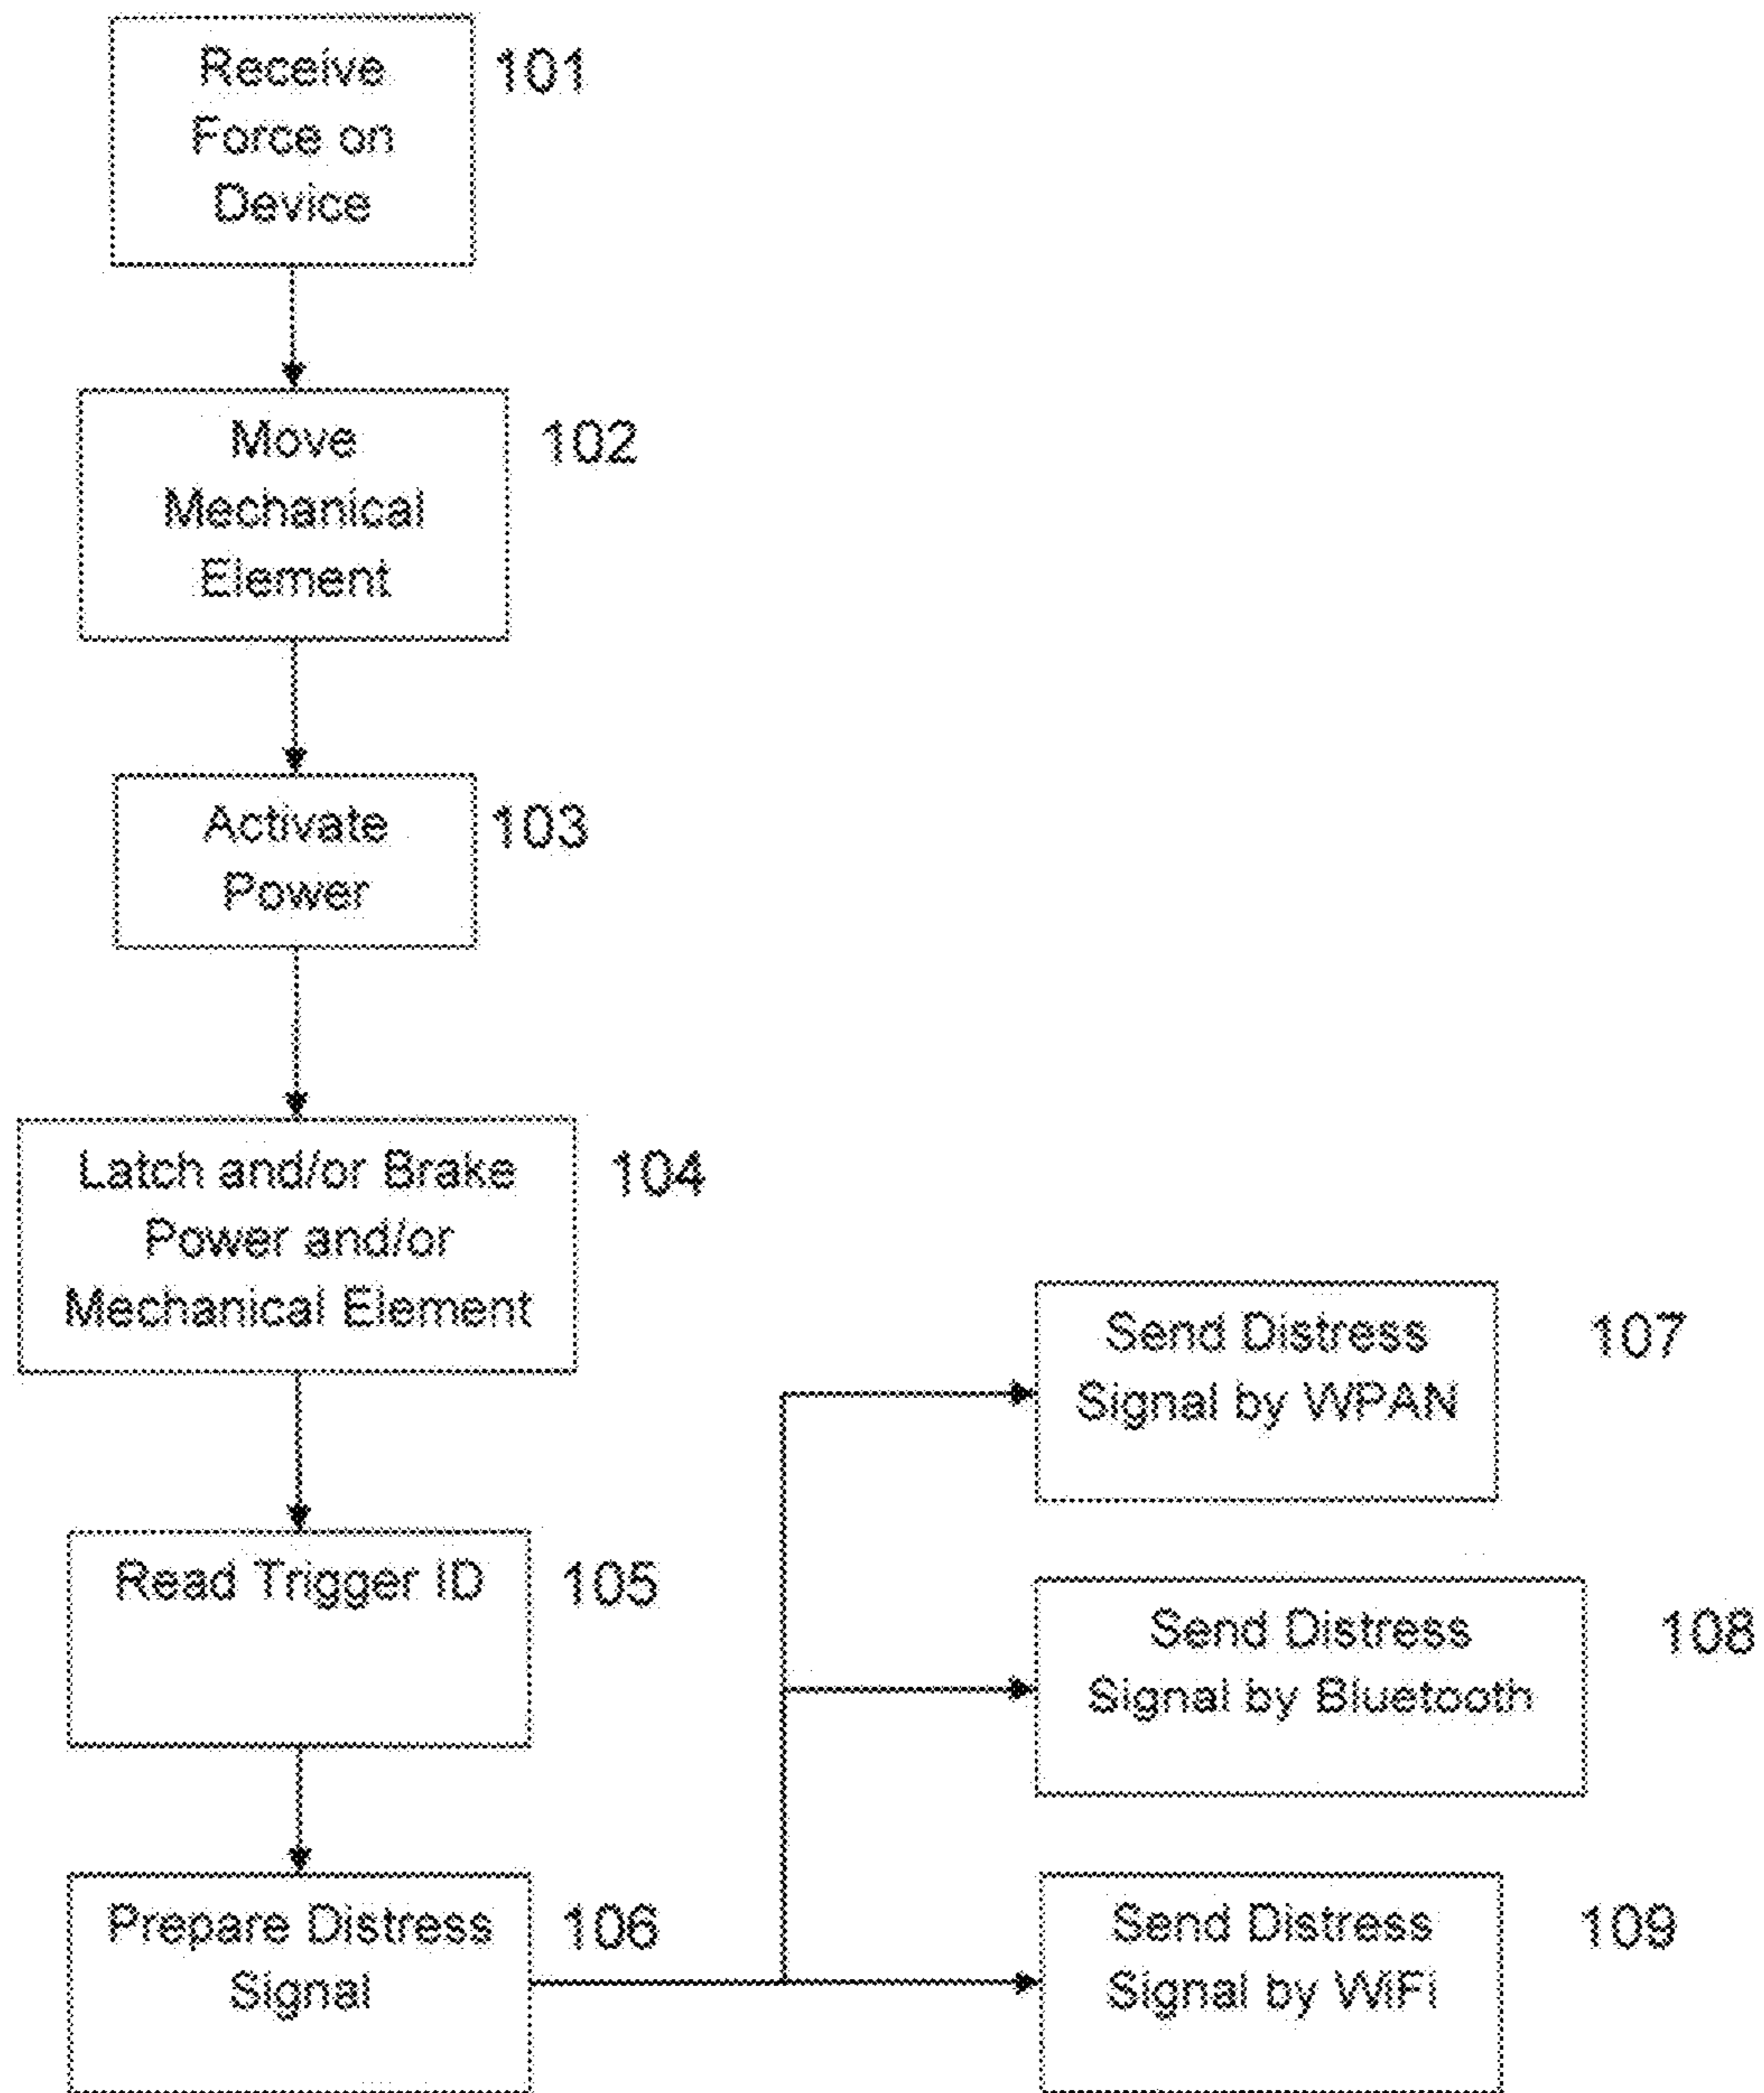 Receive
Force on
Device
101
Move
Mechanical
Element
102
Activate
Power
103
Latch and/or Brake
Power and/or
Mechanical Element
104
Read Trigger ID
105
Prepare Distress
Signal
106
Send Distress
Signal by WPAN
107
Send Distress
Signal by Bluetooth
108
Send Distress
Signal by WiFi
109